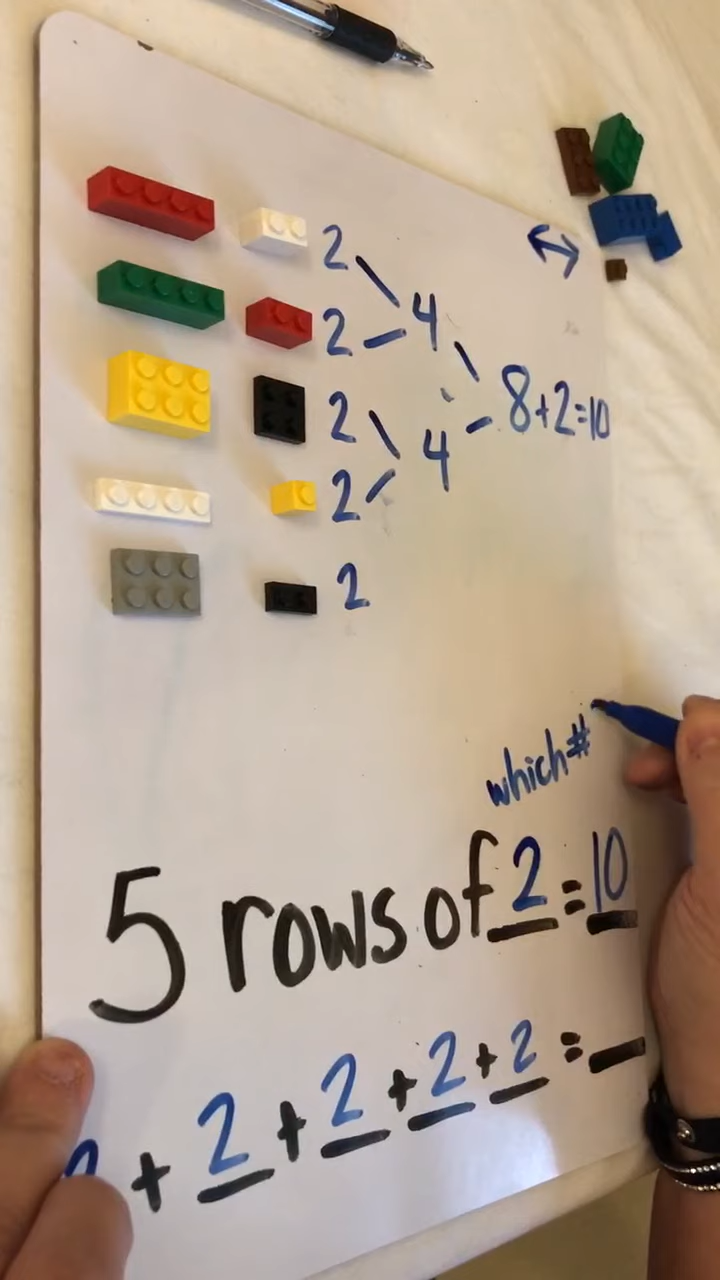 2
2 4
2 4 8+2=10
2
2
which #
5 rows of 2 = 10
+ 2 + 2 + 2 + 2 = _